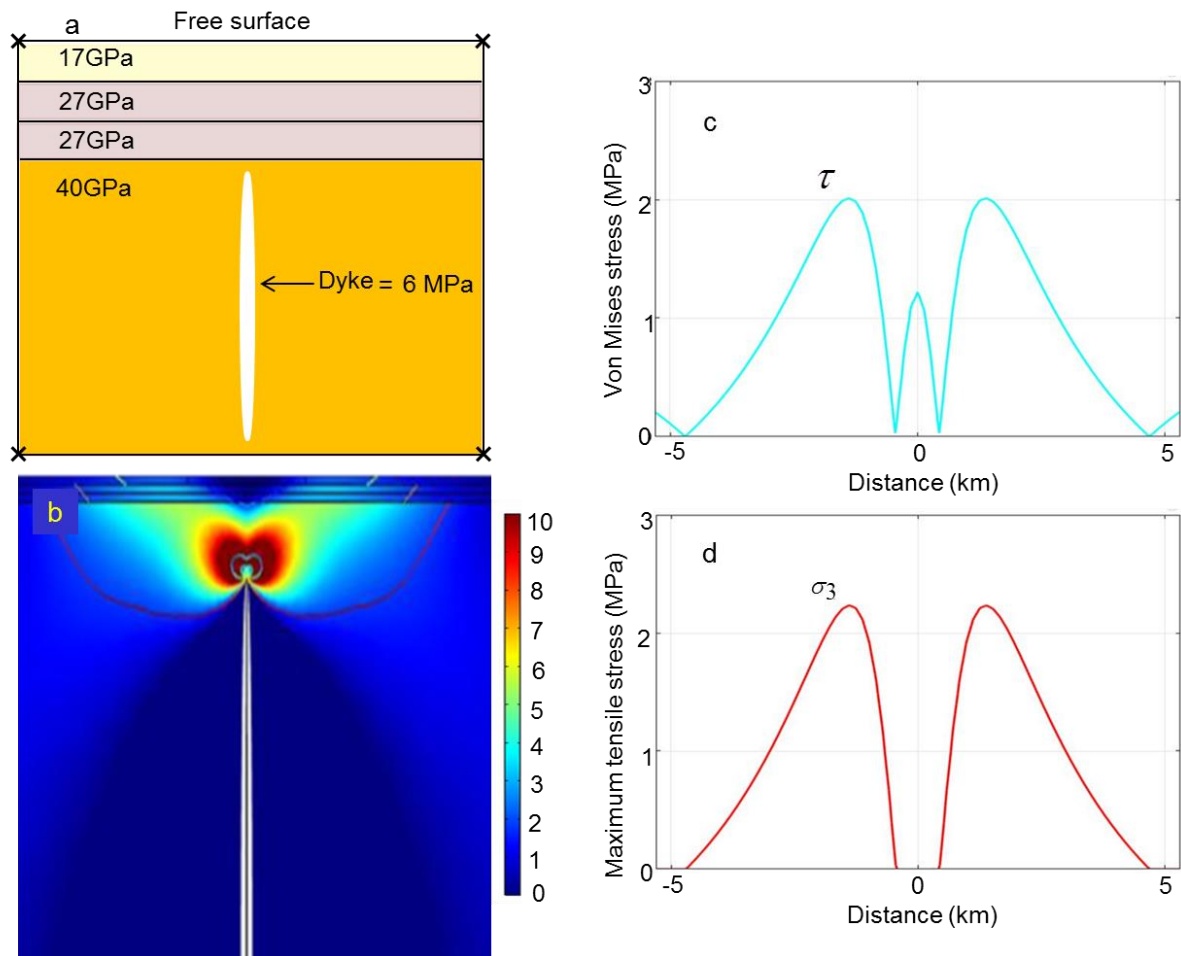 a
Free surface
17GPa
27GPa
27GPa
40GPa
Dyke = 6 MPa
b
10
9
8
7
6
5
4
3
2
1
0
c
τ
Von Mises stress (MPa)
3
2
1
0
-5
0
5
Distance (km)
d
σ3
Maximum tensile stress (MPa)
3
2
1
0
-5
0
5
Distance (km)